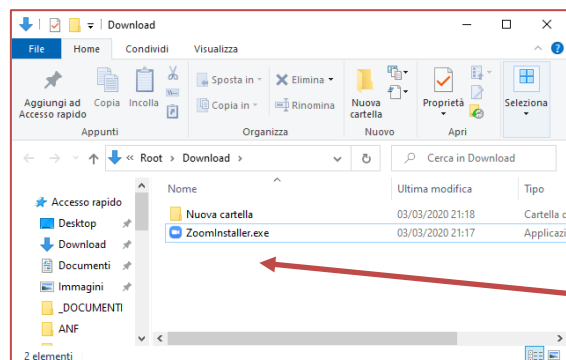 Download
File Home Condividi Visualizza
Aggiungi ad Accesso rapido
Copia
Incolla
Sposta in
Copia in
Elimina
Rinomina
Nuova cartella
Proprietà
Seleziona
Appunti Organizza Nuovo Apri
« Root > Download >
Cerca in Download
Nome Ultima modifica Tipo
Accesso rapido
Desktop
Download
Documenti
Immagini
_DOCUMENTI
ANF
Nuova cartella 03/03/2020 21:18 Cartella d
ZoomInstaller.exe 03/03/2020 21:17 Applicazi
2 elementi